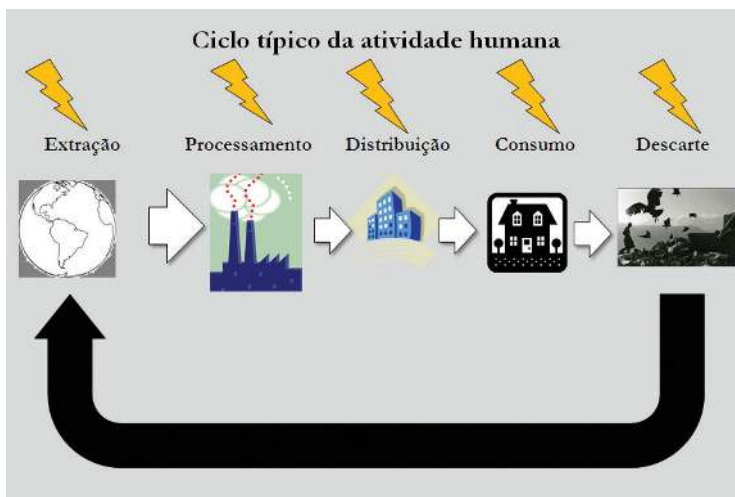 Ciclo típico da atividade humana
Extração Processamento Distribuição Consumo Descarte